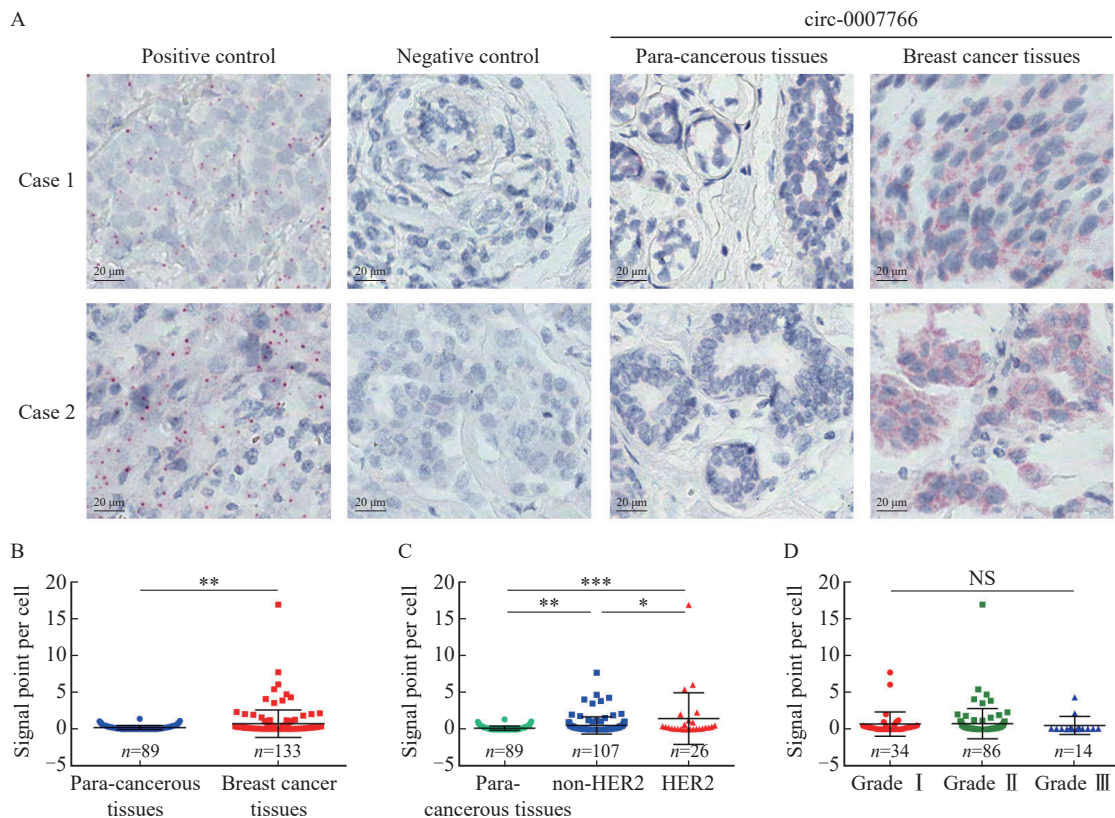 A
circ-0007766
Positive control
Negative control
Para-cancerous tissues
Breast cancer tissues
Case 1
20 μm
20 μm
20 μm
20 μm
Case 2
20 μm
20 μm
20 μm
20 μm
B
Signal point per cell
20
15
10
5
0
−5
**
n=89
n=133
Para-cancerous
tissues
Breast cancer
tissues
C
Signal point per cell
20
15
10
5
0
−5
***
**
*
n=89
n=107
n=26
Para-
cancerous tissues
non-HER2
HER2
D
Signal point per cell
20
15
10
5
0
−5
NS
n=34
n=86
n=14
Grade Ⅰ
Grade Ⅱ
Grade Ⅲ